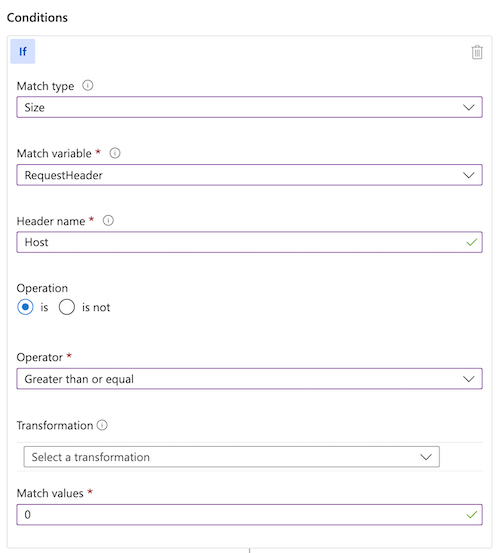 Conditions
If
Match type
Size
Match variable *
RequestHeader
Header name *
Host
Operation
is is not
Operator *
Greater than or equal
Transformation
Select a transformation
Match values *
0